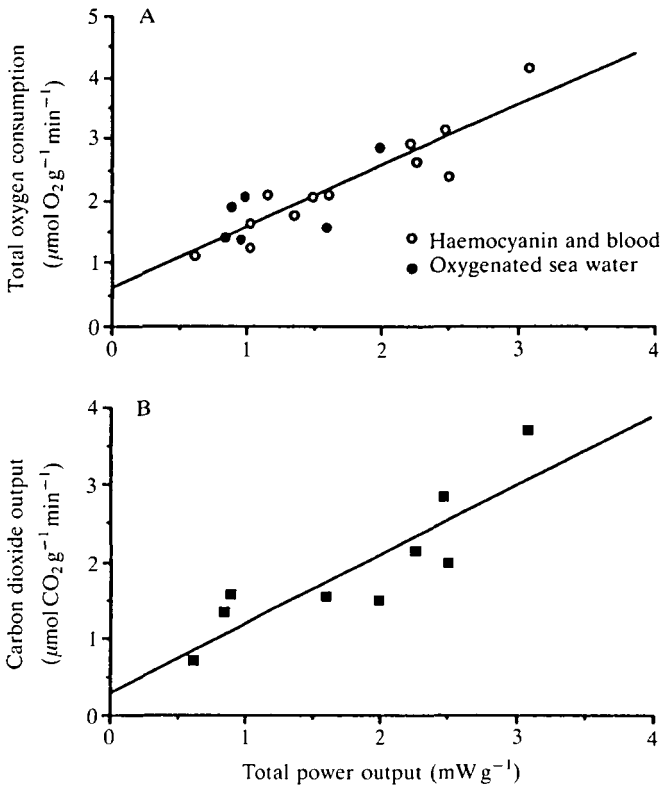 A
Total oxygen consumption
(μmol O₂ g⁻¹ min⁻¹)
5
4
3
2
1
0
Haemocyanin and blood
Oxygenated sea water
0 1 2 3 4
B
Carbon dioxide output
(μmol CO₂ g⁻¹ min⁻¹)
4
3
2
1
0
0 1 2 3 4
Total power output (mW g⁻¹)